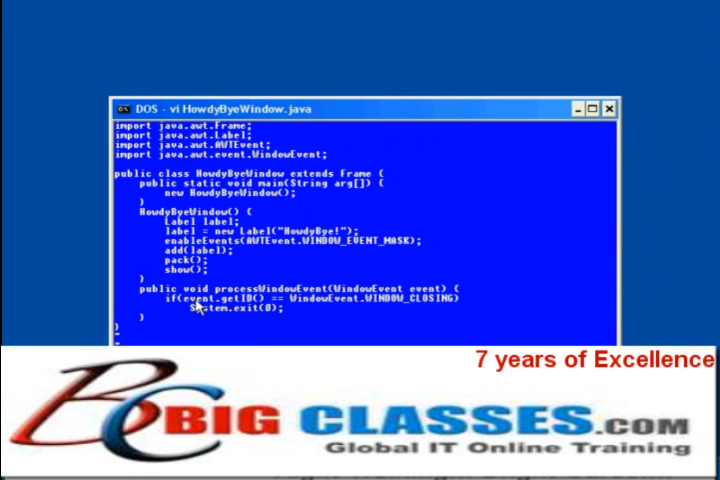 DOS - vi HowdyByeWindow.java
import java.awt.Frame;
import java.awt.Label;
import java.awt.AWTEvent;
import java.awt.event.WindowEvent;
public class HowdyByeWindow extends Frame {
public static void main(String arg[]) {
new HowdyByeWindow();
}
HowdyByeWindow() {
Label label;
label = new Label("HowdyBye!");
enableEvents(AWTEvent.WINDOW_EVENT_MASK);
add(label);
pack();
show();
}
public void processWindowEvent(WindowEvent event) {
if(event.getID() == WindowEvent.WINDOW_CLOSING)
System.exit(0);
}
}
~
~
7 years of Excellence
BC BIG CLASSES.COM
Global IT Online Training